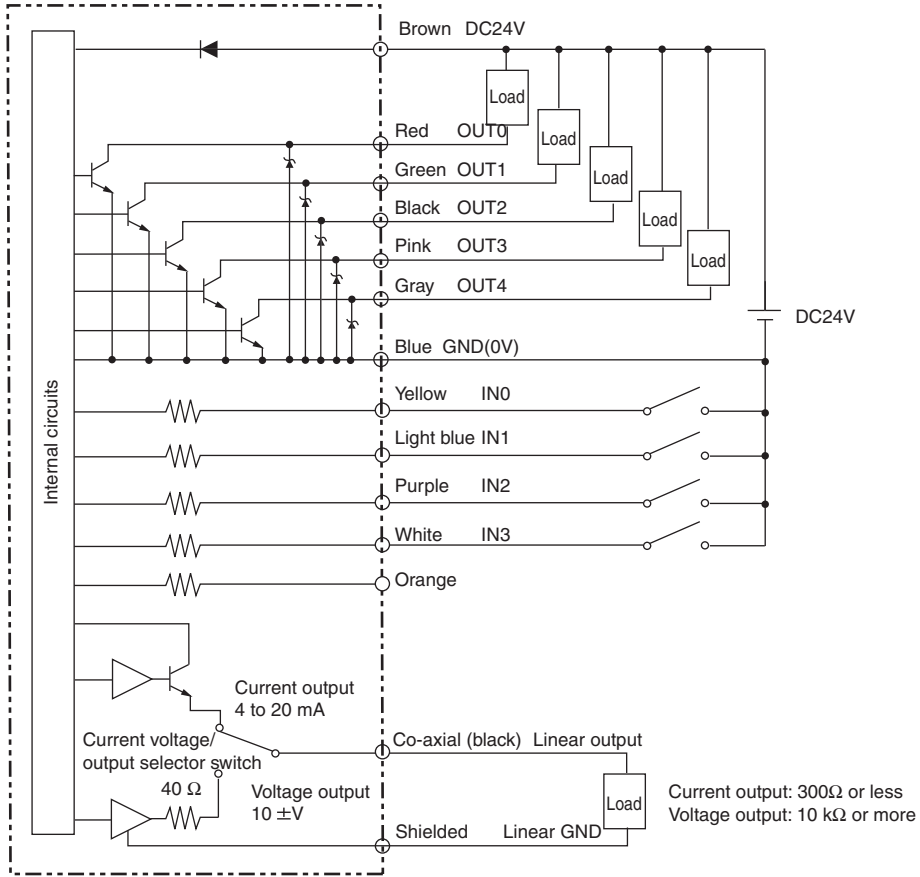 Brown DC24V
Load
Red OUT0
Load
Green OUT1
Load
Black OUT2
Load
Pink OUT3
Load
Gray OUT4
DC24V
Blue GND(0V)
Internal circuits
Yellow IN0
Light blue IN1
Purple IN2
White IN3
Orange
Current output
4 to 20 mA
Current voltage/
output selector switch
Co-axial (black) Linear output
40 Ω
Voltage output
10 ±V
Load
Current output: 300Ω or less
Voltage output: 10 kΩ or more
Shielded Linear GND